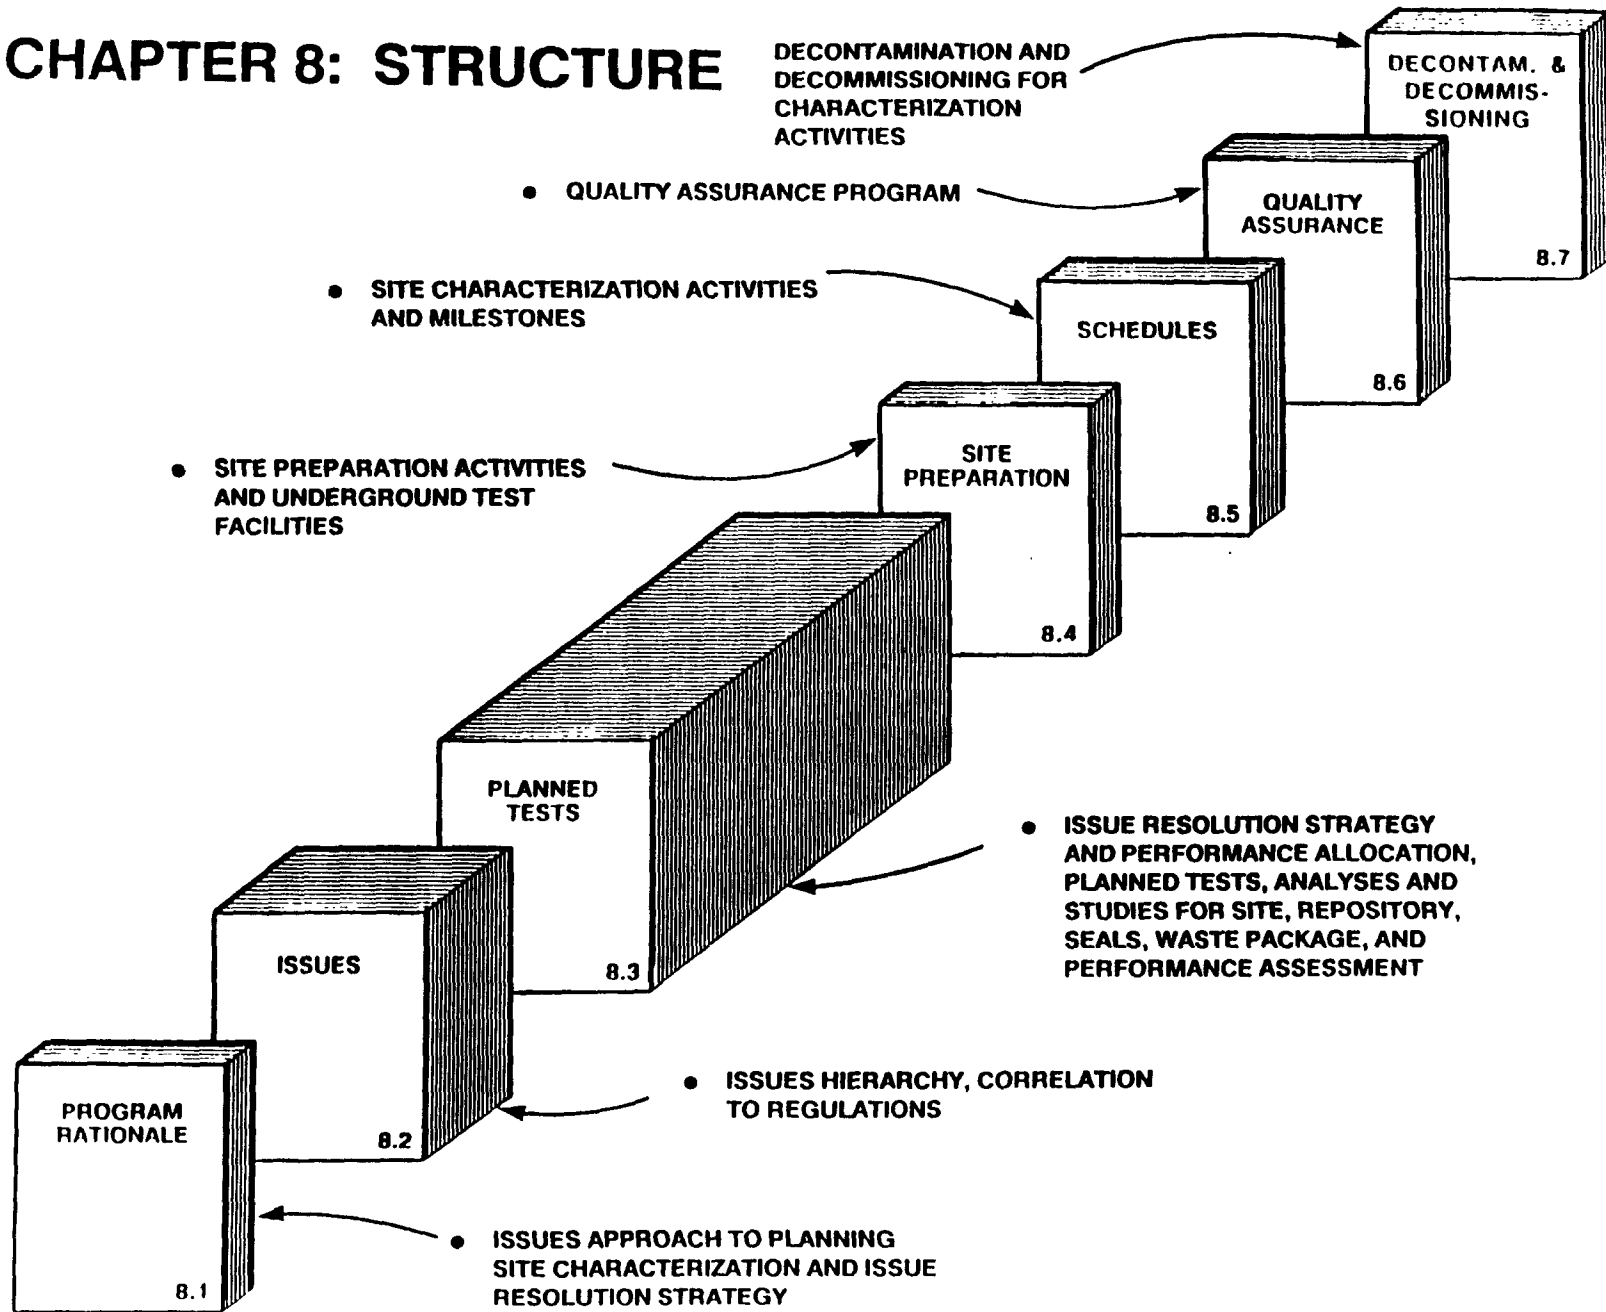 CHAPTER 8: STRUCTURE
DECONTAMINATION AND
DECOMMISSIONING FOR
CHARACTERIZATION
ACTIVITIES
DECONTAM. &
DECOMMIS-
SIONING
8.7
● QUALITY ASSURANCE PROGRAM
QUALITY
ASSURANCE
8.6
● SITE CHARACTERIZATION ACTIVITIES
AND MILESTONES
SCHEDULES
8.5
● SITE PREPARATION ACTIVITIES
AND UNDERGROUND TEST
FACILITIES
SITE
PREPARATION
8.4
PLANNED
TESTS
8.3
● ISSUE RESOLUTION STRATEGY
AND PERFORMANCE ALLOCATION,
PLANNED TESTS, ANALYSES AND
STUDIES FOR SITE, REPOSITORY,
SEALS, WASTE PACKAGE, AND
PERFORMANCE ASSESSMENT
ISSUES
8.2
● ISSUES HIERARCHY, CORRELATION
TO REGULATIONS
PROGRAM
RATIONALE
8.1
● ISSUES APPROACH TO PLANNING
SITE CHARACTERIZATION AND ISSUE
RESOLUTION STRATEGY